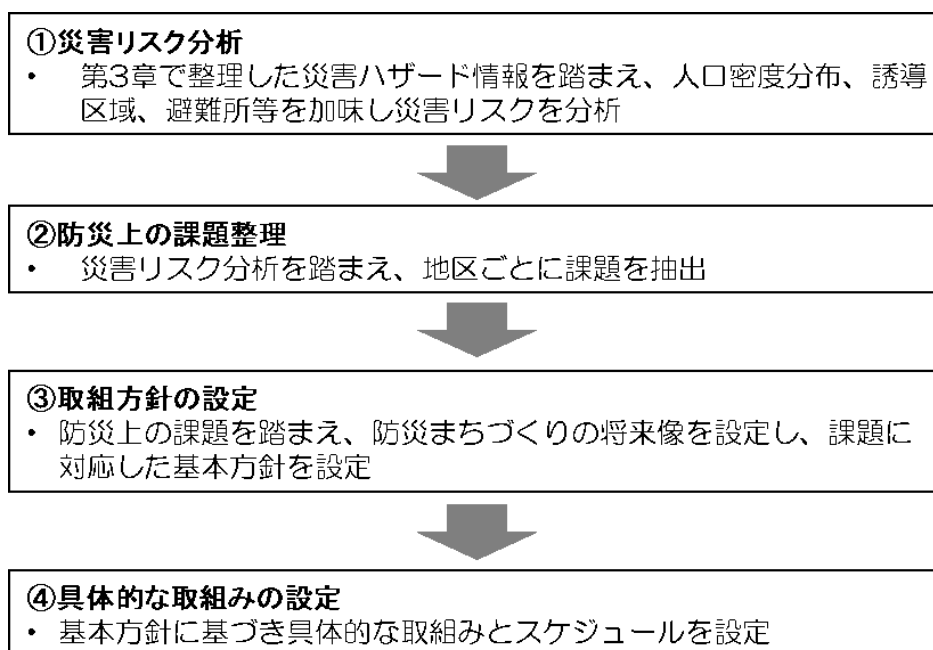 ①災害リスク分析
• 第3章で整理した災害ハザード情報を踏まえ、人口密度分布、誘導
区域、避難所等を加味し災害リスクを分析
②防災上の課題整理
• 災害リスク分析を踏まえ、地区ごとに課題を抽出
③取組方針の設定
• 防災上の課題を踏まえ、防災まちづくりの将来像を設定し、課題に
対応した基本方針を設定
④具体的な取組みの設定
• 基本方針に基づき具体的な取組みとスケジュールを設定